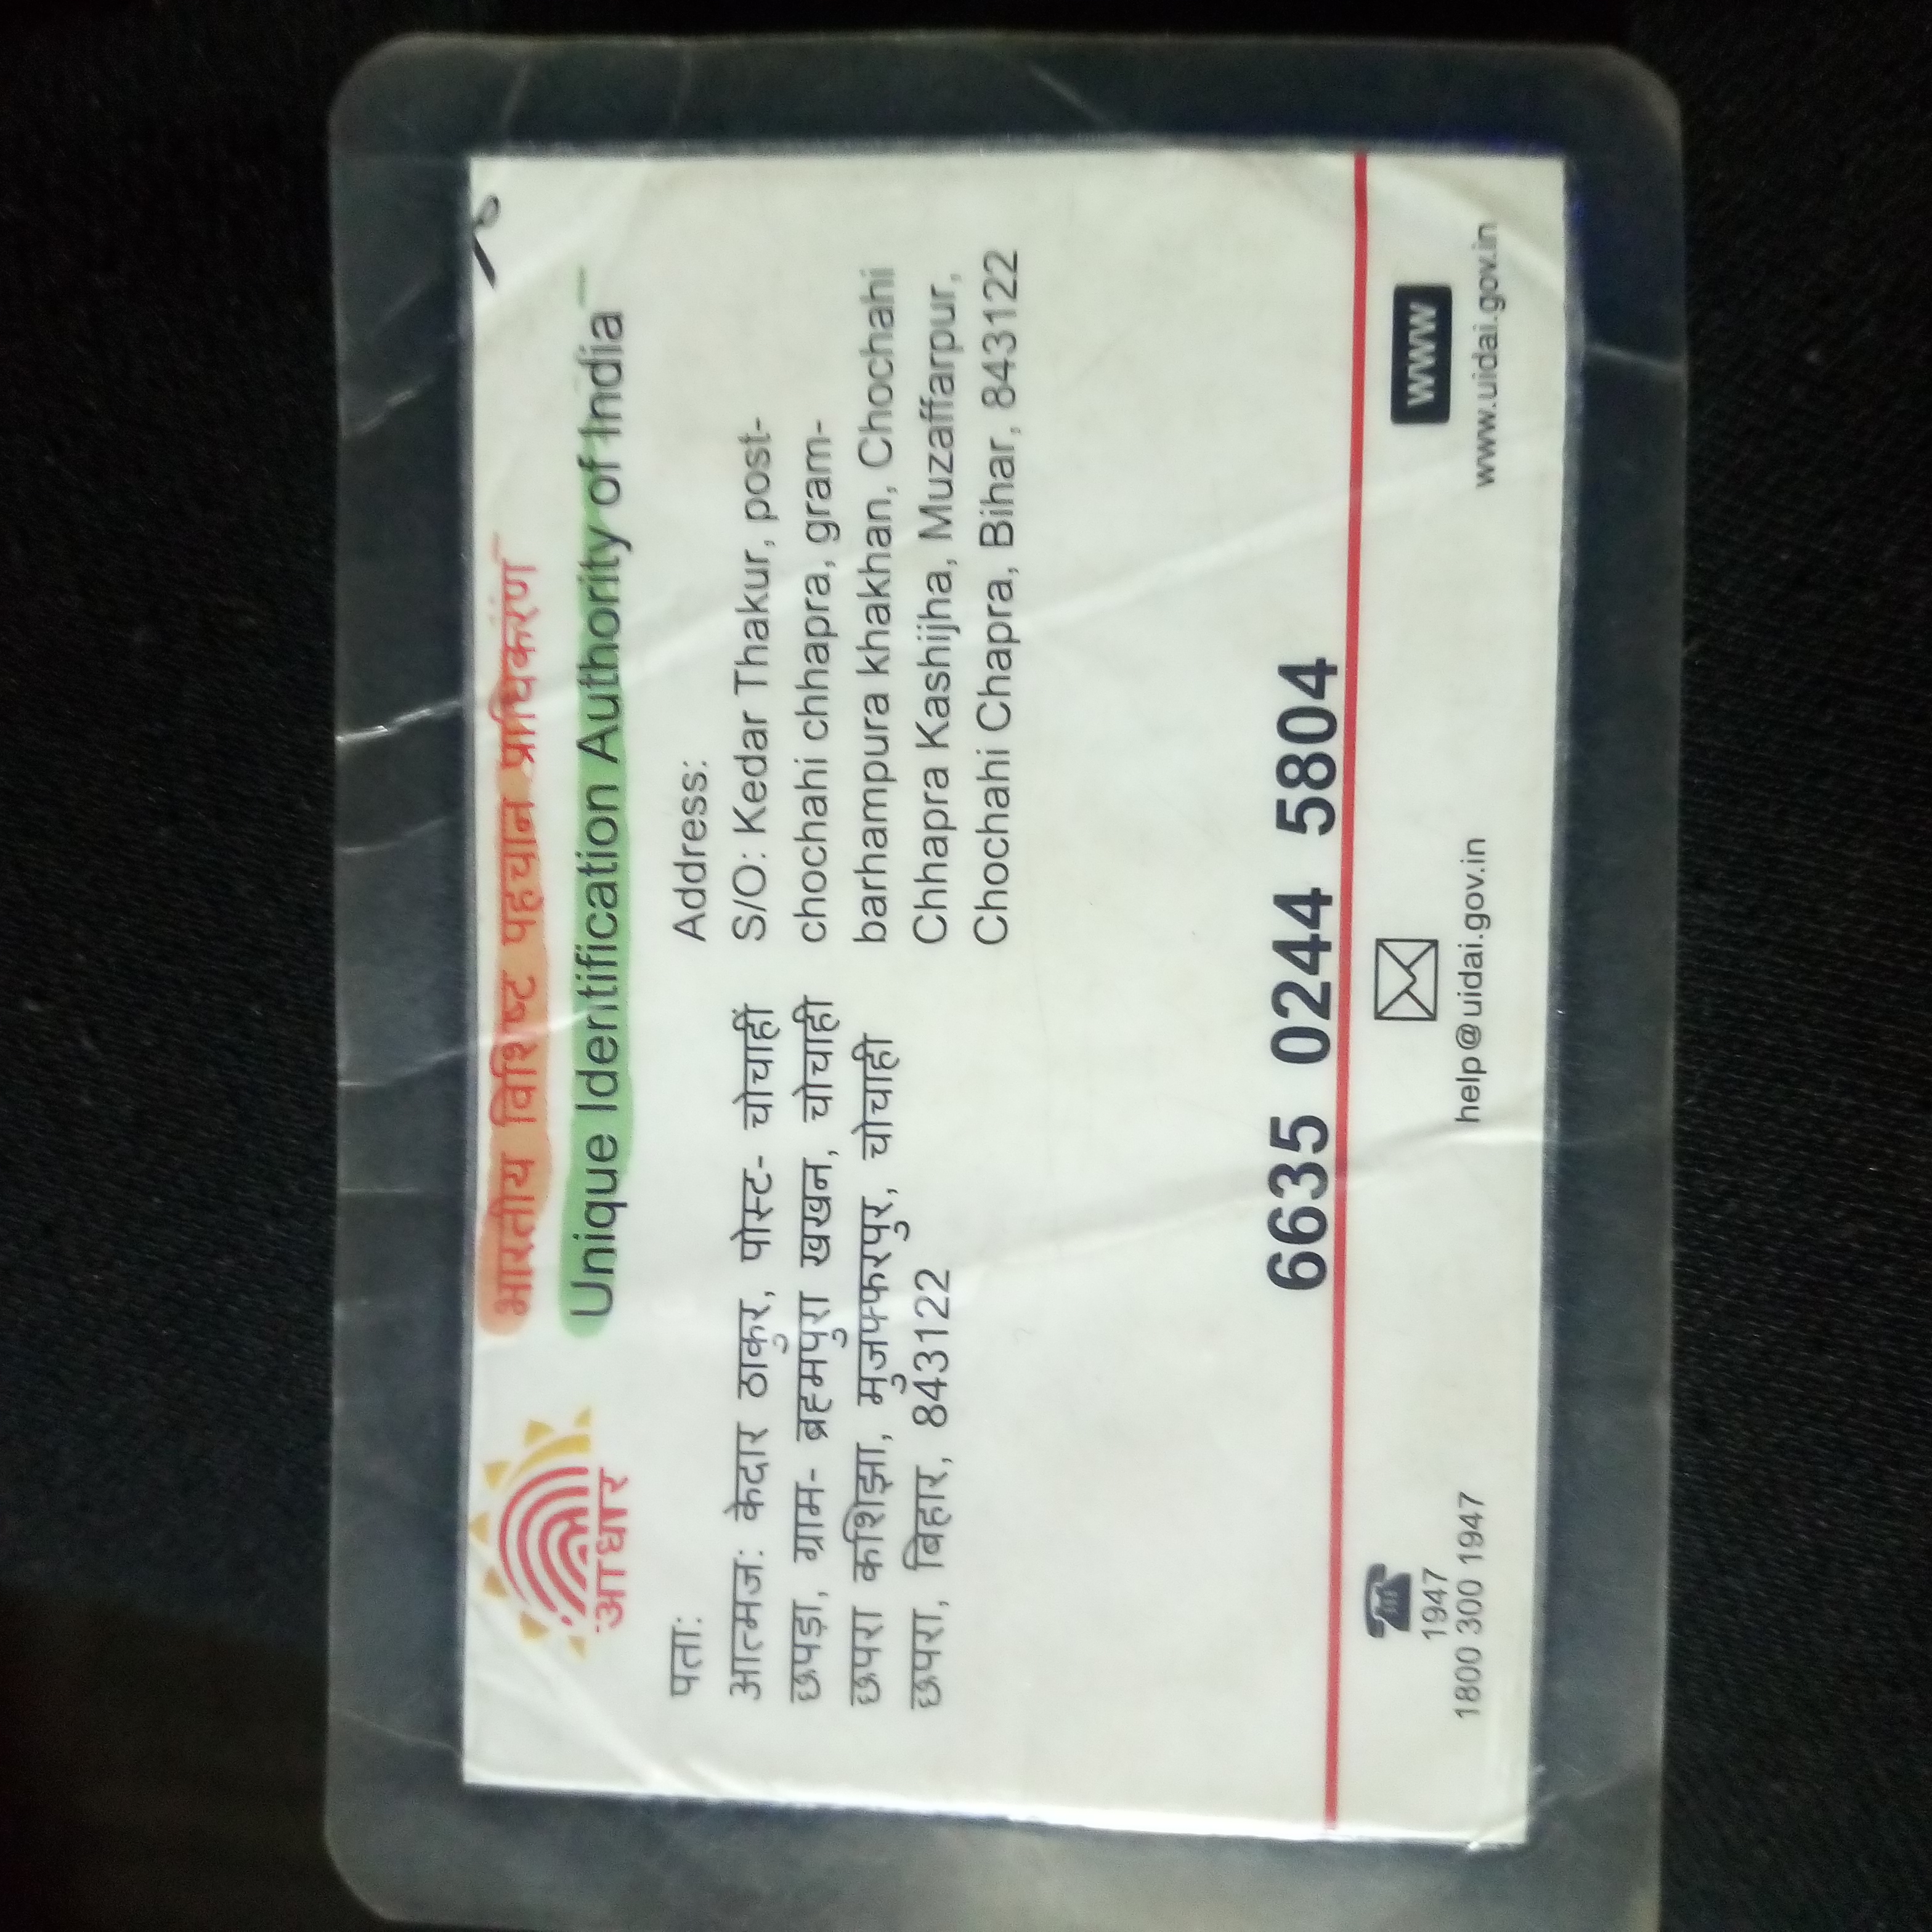 भारतीय विशिष्ट पहचान प्राधिकरण
Unique Identification Authority of India
आधार
पता:
आत्मज: केदार ठाकुर, पोस्ट- चोचाहीं
छपड़ा, ग्राम- ब्रह्मपुरा खखन, चोचाही
छपरा कशिझा, मुजफ्फरपुर, चोचाही
छपरा, बिहार, 843122
Address:
S/O: Kedar Thakur, post-
chochahi chhapra, gram-
barhampura khakhan, Chochahi
Chhapra Kashijha, Muzaffarpur,
Chochahi Chapra, Bihar, 843122
6635 0244 5804
1947
1800 300 1947
help@uidai.gov.in
www
www.uidai.gov.in